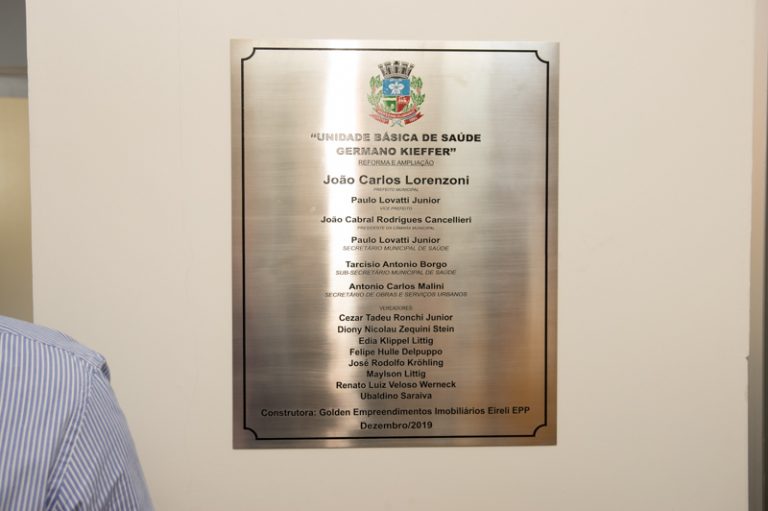 “UNIDADE BÁSICA DE SAÚDE
GERMANO KIEFFER”
REFORMA E AMPLIAÇÃO
João Carlos Lorenzoni
PREFEITO MUNICIPAL
Paulo Lovatti Junior
VICE PREFEITO
João Cabral Rodrigues Cancellieri
PRESIDENTE DA CÂMARA MUNICIPAL
Paulo Lovatti Junior
SECRETÁRIO MUNICIPAL DE SAÚDE
Tarcísio Antonio Borgo
SUB-SECRETÁRIO MUNICIPAL DE SAÚDE
Antonio Carlos Malini
SECRETÁRIO DE OBRAS E SERVIÇOS URBANOS
VEREADORES
Cezar Tadeu Ronchi Junior
Diony Nicolau Zequini Stein
Edia Klippel Littig
Felipe Hulle Delpuppo
José Rodolfo Kröhling
Maylson Littig
Renato Luiz Veloso Werneck
Ubaldino Saraiva
Construtora: Golden Empreendimentos Imobiliários Eireli EPP
Dezembro/2019